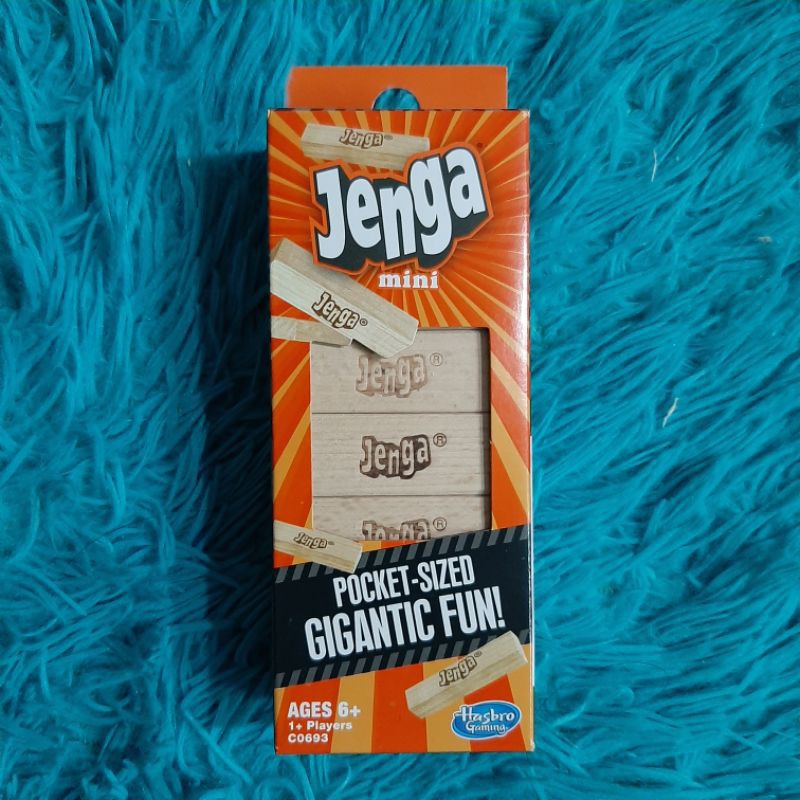 Jenga®
Jenga
mini
Jenga®
Jenga®
Jenga®
Jenga®
Jenga®
POCKET-SIZED
GIGANTIC FUN!
Jenga®
AGES 6+
1+ Players
C0693
Hasbro
Gaming